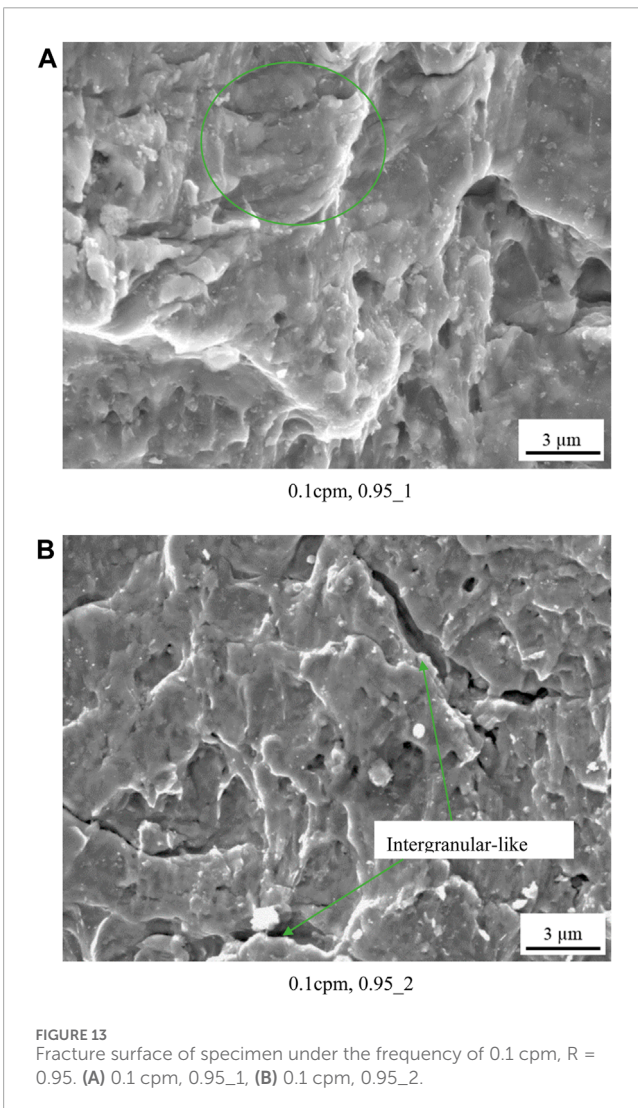 A
3 μm
0.1cpm, 0.95_1
B
Intergranular-like
3 μm
0.1cpm, 0.95_2
FIGURE 13
Fracture surface of specimen under the frequency of 0.1 cpm, R =
0.95. (A) 0.1 cpm, 0.95_1, (B) 0.1 cpm, 0.95_2.